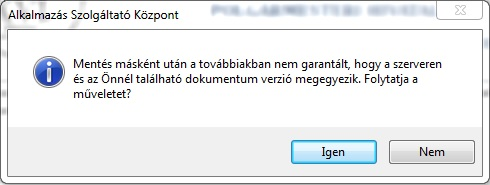 Alkalmazás Szolgáltató Központ
Mentés másként után a továbbiakban nem garantált, hogy a szerveren
és az Önnél található dokumentum verzió megegyezik. Folytatja a
műveletet?
Igen
Nem